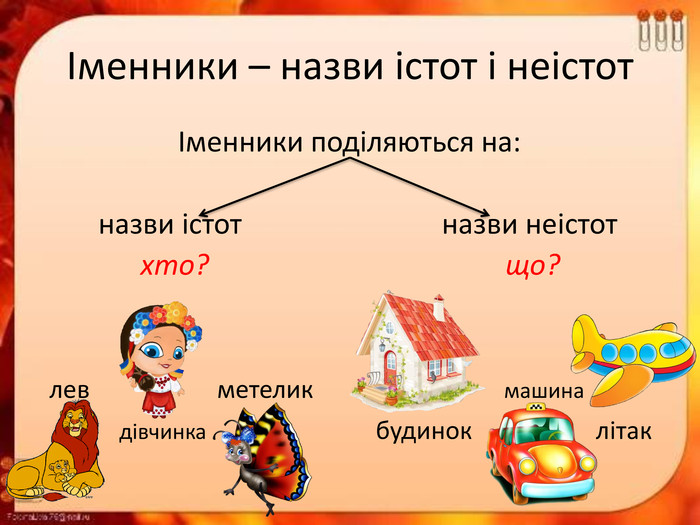 Іменники – назви істот і неістот
Іменники поділяються на:
назви істот
назви неістот
хто?
що?
лев
метелик
машина
дівчинка
будинок
літак